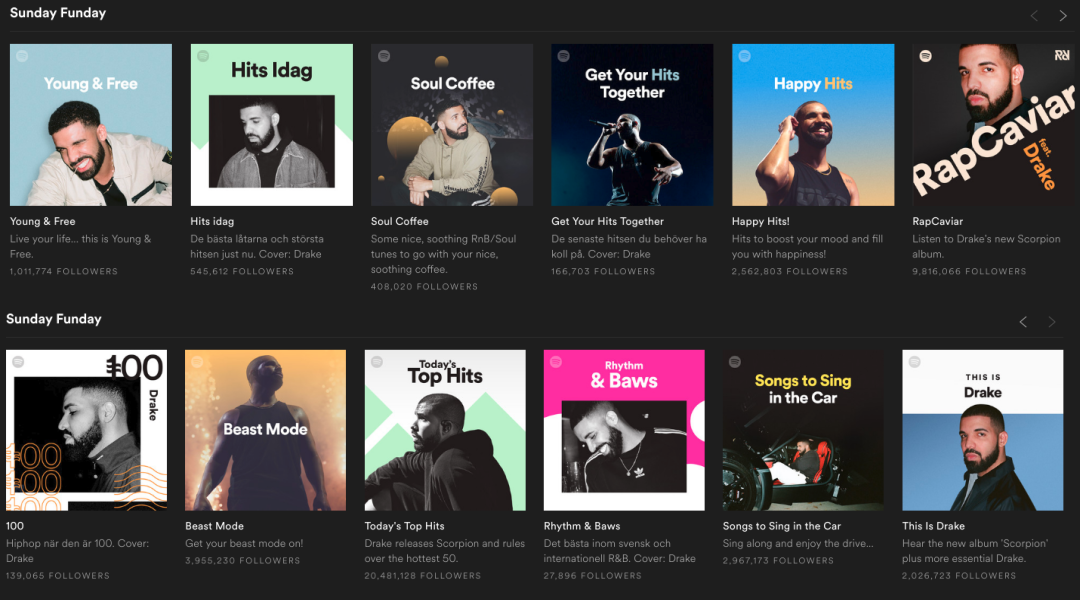 Sunday Funday
Young & Free
Hits Idag
Soul Coffee
Get Your Hits
Together
Happy Hits
RapCaviar
feat.
Drake
Young & Free
Live your life... this is Young &
Free.
1,011,774 FOLLOWERS
Hits idag
De bästa låtarna och största
hitsen just nu. Cover: Drake
545,612 FOLLOWERS
Soul Coffee
Some nice, soothing RnB/Soul
tunes to go with your nice,
soothing coffee.
408,020 FOLLOWERS
Get Your Hits Together
De senaste hitsen du behöver ha
koll på. Cover: Drake
166,703 FOLLOWERS
Happy Hits!
Hits to boost your mood and fill
you with happiness!
2,562,803 FOLLOWERS
RapCaviar
Listen to Drake's new Scorpion
album.
9,816,066 FOLLOWERS
Sunday Funday
100
Drake
100
100
100
Beast Mode
Today's
Top Hits
Rhythm
& Baws
Songs to Sing
in the Car
THIS IS
Drake
100
Hiphop när den är 100. Cover:
Drake
139,065 FOLLOWERS
Beast Mode
Get your beast mode on!
3,955,230 FOLLOWERS
Today's Top Hits
Drake releases Scorpion and rules
over the hottest 50.
20,481,128 FOLLOWERS
Rhythm & Baws
Det bästa inom svensk och
internationell R&B. Cover: Drake
27,896 FOLLOWERS
Songs to Sing in the Car
Sing along and enjoy the drive...
2,967,173 FOLLOWERS
This Is Drake
Hear the new album 'Scorpion'
plus more essential Drake.
2,026,723 FOLLOWERS